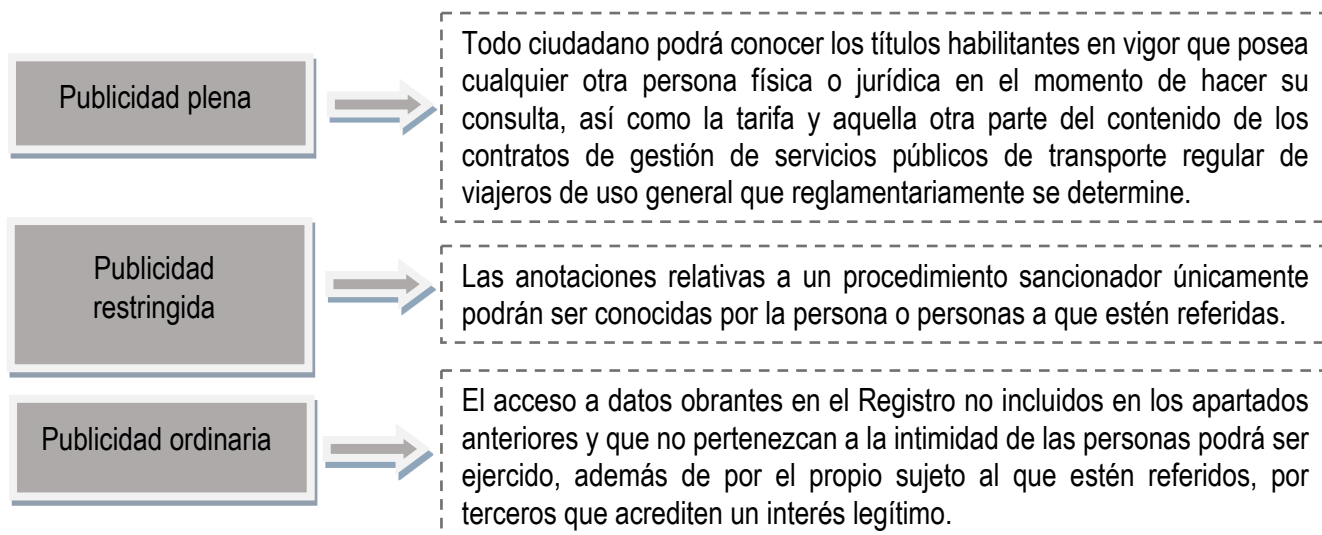 Publicidad plena
Todo ciudadano podrá conocer los títulos habilitantes en vigor que posea
cualquier otra persona física o jurídica en el momento de hacer su
consulta, así como la tarifa y aquella otra parte del contenido de los
contratos de gestión de servicios públicos de transporte regular de
viajeros de uso general que reglamentariamente se determine.
Publicidad
restringida
Las anotaciones relativas a un procedimiento sancionador únicamente
podrán ser conocidas por la persona o personas a que estén referidas.
Publicidad ordinaria
El acceso a datos obrantes en el Registro no incluidos en los apartados
anteriores y que no pertenezcan a la intimidad de las personas podrá ser
ejercido, además de por el propio sujeto al que estén referidos, por
terceros que acrediten un interés legítimo.